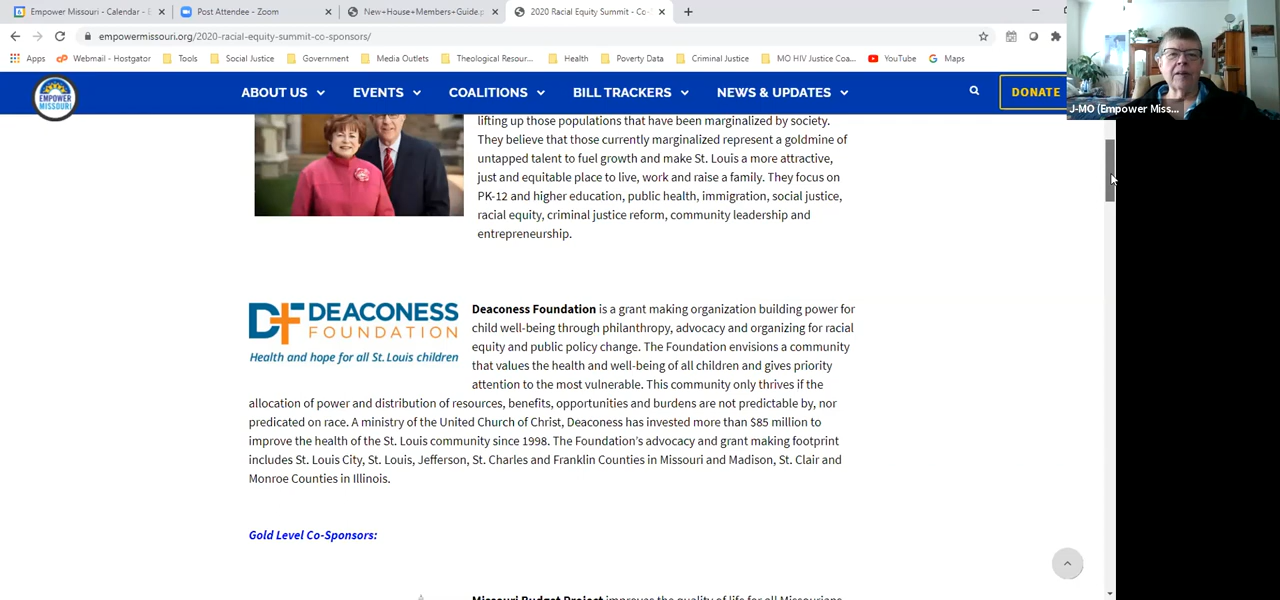 Empower Missouri - Calendar - E
Post Attendee - Zoom
New+House+Members+Guide.p
2020 Racial Equity Summit - Co-
empowermissouri.org/2020-racial-equity-summit-co-sponsors/
Apps Webmail - Hostgator Tools Social Justice Government Media Outlets Theological Resour... Health Poverty Data Criminal Justice MO HIV Justice Coa... YouTube Maps
EMPOWER
MISSOURI
ABOUT US EVENTS COALITIONS BILL TRACKERS NEWS & UPDATES DONATE
J-MO (Empower Miss...
lifting up those populations that have been marginalized by society.
They believe that those currently marginalized represent a goldmine of
untapped talent to fuel growth and make St. Louis a more attractive,
just and equitable place to live, work and raise a family. They focus on
PK-12 and higher education, public health, immigration, social justice,
racial equity, criminal justice reform, community leadership and
entrepreneurship.
DF DEACONESS
FOUNDATION
Health and hope for all St. Louis children
Deaconess Foundation is a grant making organization building power for
child well-being through philanthropy, advocacy and organizing for racial
equity and public policy change. The Foundation envisions a community
that values the health and well-being of all children and gives priority
attention to the most vulnerable. This community only thrives if the
allocation of power and distribution of resources, benefits, opportunities and burdens are not predictable by, nor
predicated on race. A ministry of the United Church of Christ, Deaconess has invested more than $85 million to
improve the health of the St. Louis community since 1998. The Foundation's advocacy and grant making footprint
includes St. Louis City, St. Louis, Jefferson, St. Charles and Franklin Counties in Missouri and Madison, St. Clair and
Monroe Counties in Illinois.
Gold Level Co-Sponsors:
Missouri Budget Project improves the quality of life for all Missourians